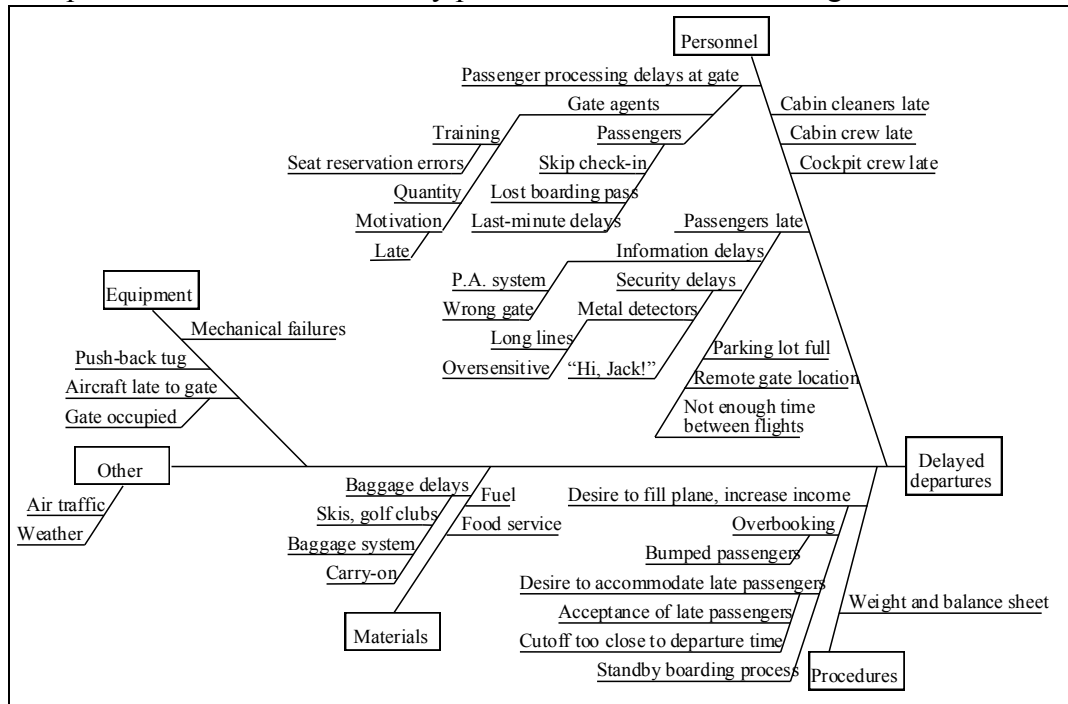 Personnel
Passenger processing delays at gate
Gate agents
Cabin cleaners late
Training
Passengers
Cabin crew late
Seat reservation errors
Skip check-in
Cockpit crew late
Quantity
Lost boarding pass
Motivation
Last-minute delays
Passengers late
Late
Information delays
P.A. system
Security delays
Equipment
Wrong gate
Metal detectors
Mechanical failures
Long lines
Parking lot full
Push-back tug
Oversensitive
“Hi, Jack!”
Aircraft late to gate
Remote gate location
Gate occupied
Not enough time
between flights
Other
Delayed
departures
Baggage delays
Fuel
Desire to fill plane, increase income
Air traffic
Skis, golf clubs
Food service
Overbooking
Weather
Baggage system
Bumped passengers
Carry-on
Desire to accommodate late passengers
Weight and balance sheet
Acceptance of late passengers
Materials
Cutoff too close to departure time
Standby boarding process
Procedures